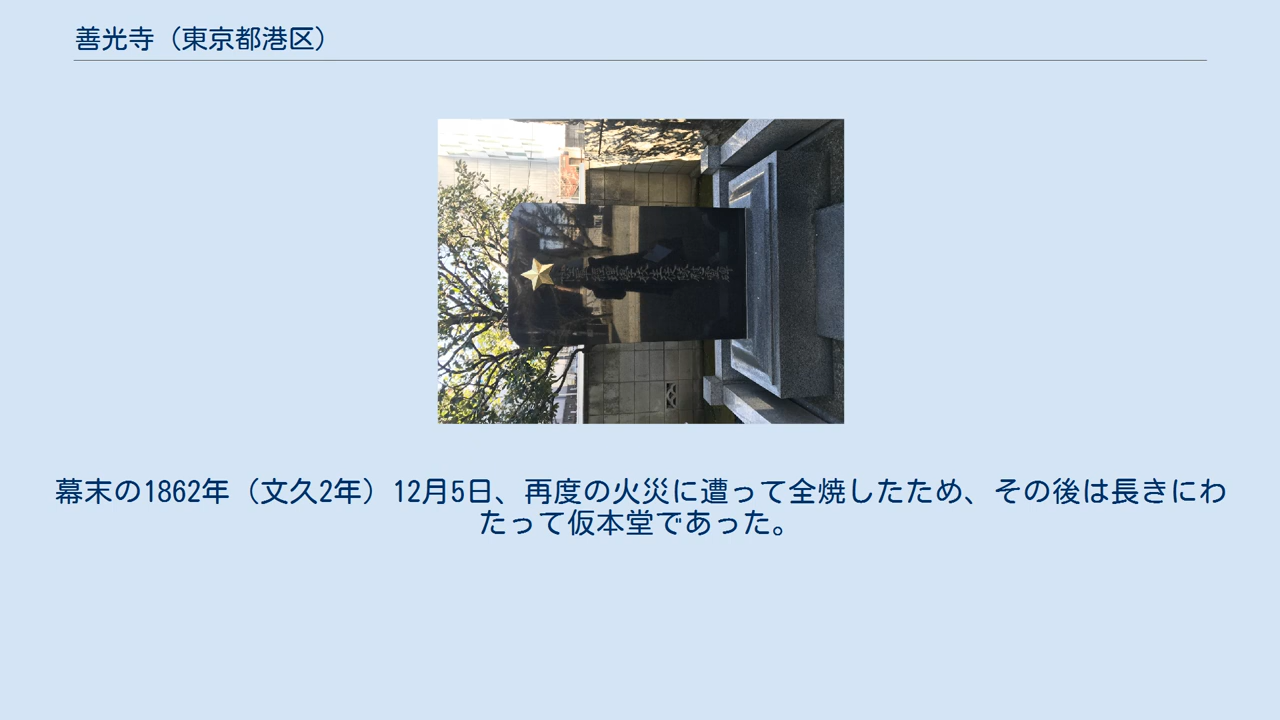 善光寺（東京都港区）
幕末の1862年（文久2年）12月5日、再度の火災に遭って全焼したため、その後は長きにわ
たって仮本堂であった。